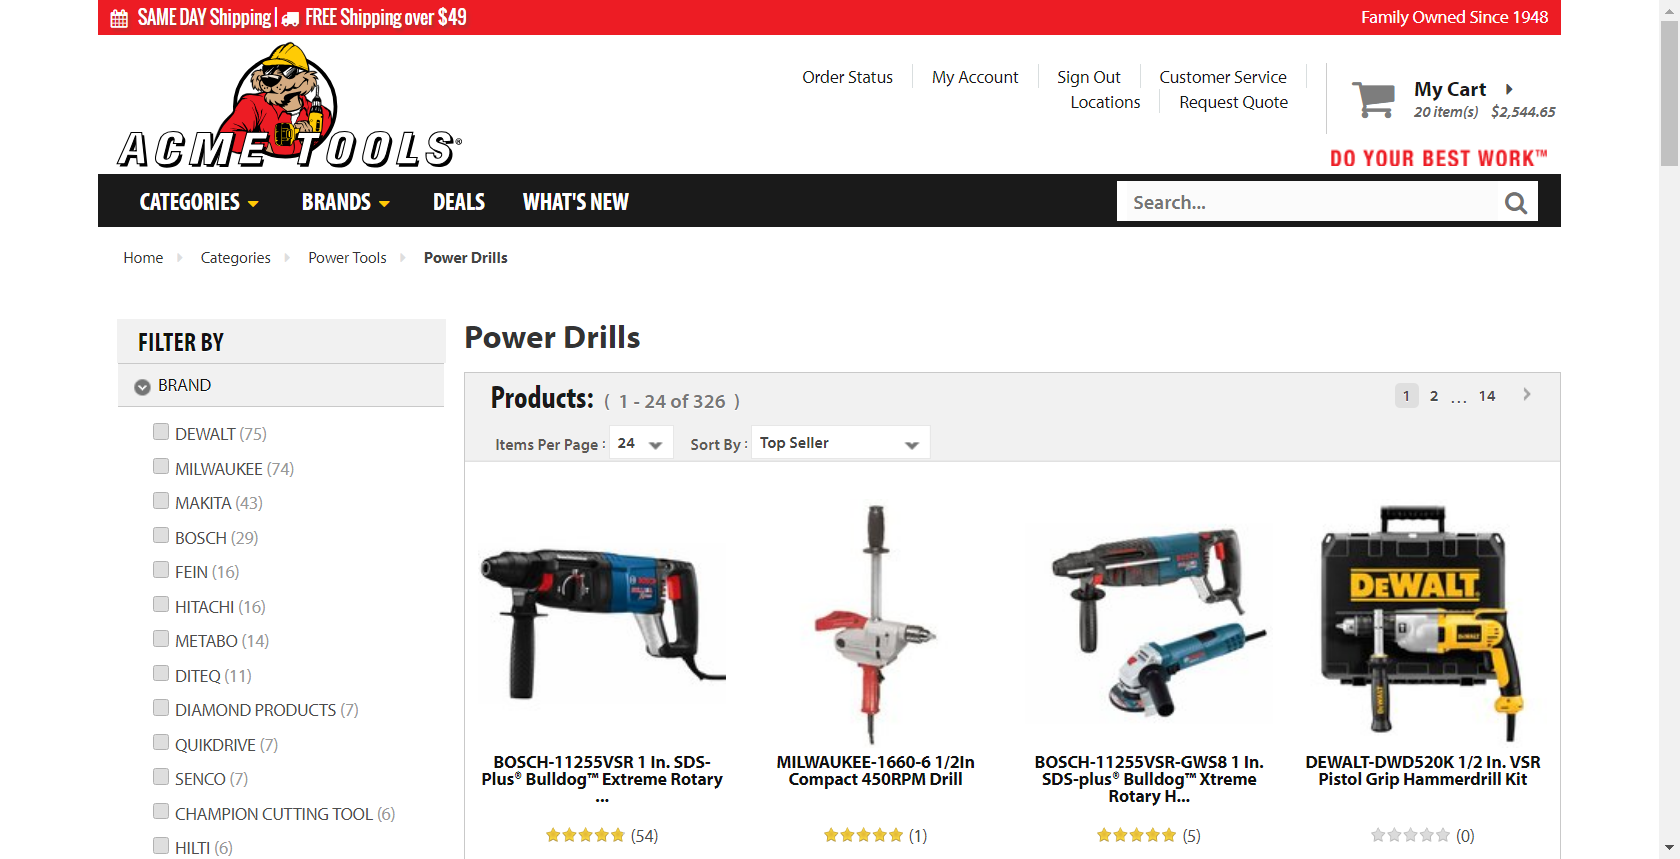 SAME DAY Shipping | FREE Shipping over $49
Family Owned Since 1948
ACME TOOLS®
Order Status
My Account
Sign Out
Customer Service
Locations
Request Quote
My Cart
20 item(s) $2,544.65
DO YOUR BEST WORK™
CATEGORIES
BRANDS
DEALS
WHAT'S NEW
Search...
Home
Categories
Power Tools
Power Drills
FILTER BY
BRAND
DEWALT (75)
MILWAUKEE (74)
MAKITA (43)
BOSCH (29)
FEIN (16)
HITACHI (16)
METABO (14)
DITEQ (11)
DIAMOND PRODUCTS (7)
QUIKDRIVE (7)
SENCO (7)
CHAMPION CUTTING TOOL (6)
HILTI (6)
Power Drills
Products: ( 1 - 24 of 326 )
1 2 ... 14
Items Per Page : 24
Sort By : Top Seller
BOSCH
BOSCH
DEWALT
DEWALT
DEWALT
BOSCH-11255VSR 1 In. SDS-
Plus® Bulldog™ Extreme Rotary
...
(54)
MILWAUKEE-1660-6 1/2In
Compact 450RPM Drill
(1)
BOSCH-11255VSR-GWS8 1 In.
SDS-plus® Bulldog™ Xtreme
Rotary H...
(5)
DEWALT-DWD520K 1/2 In. VSR
Pistol Grip Hammerdrill Kit
(0)